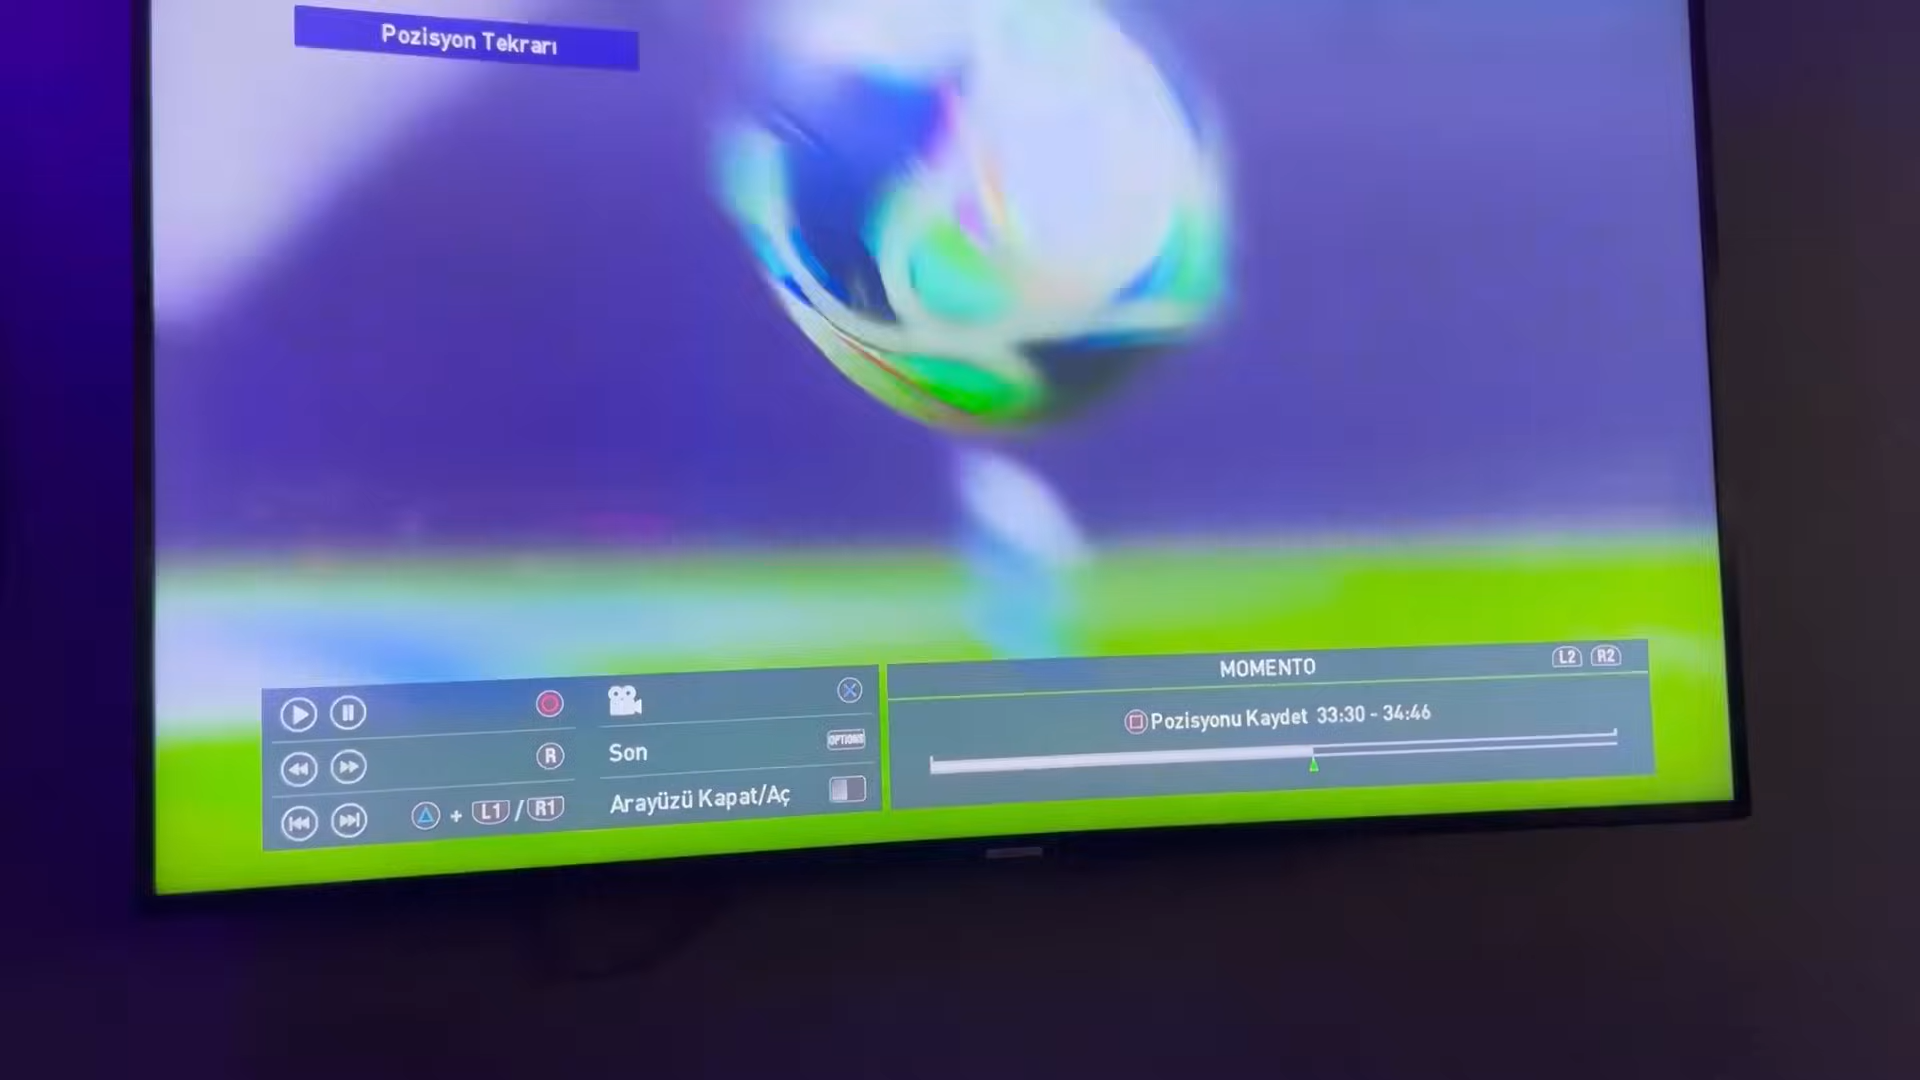 Pozisyon Tekrarı
MOMENTO
L2 R2
Pozisyonu Kaydet 33:30 - 34:46
R
Son
OPTIONS
+ L1 / R1
Arayüzü Kapat/Aç